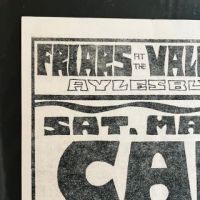 FRIARS AT THE VAL
AYLESBU
SAT. MA
CA